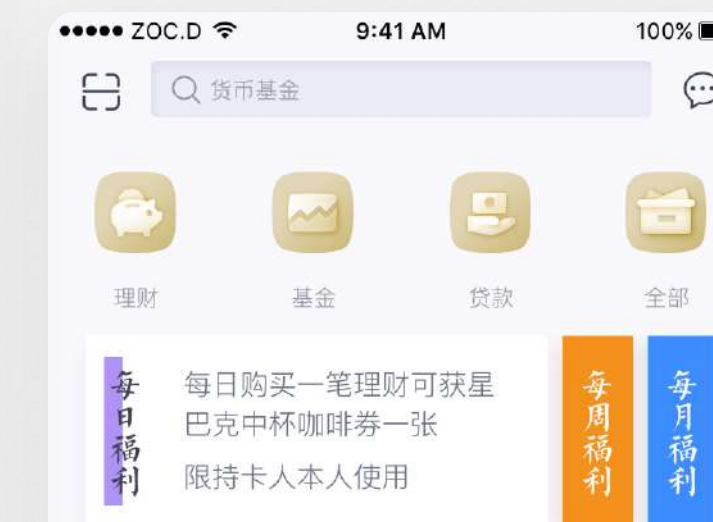 ●●●●● ZOC.D 9:41 AM 100%
货币基金
理财 基金 贷款 全部
每日福利
每日购买一笔理财可获星
巴克中杯咖啡券一张
限持卡人本人使用
每周福利
每月福利